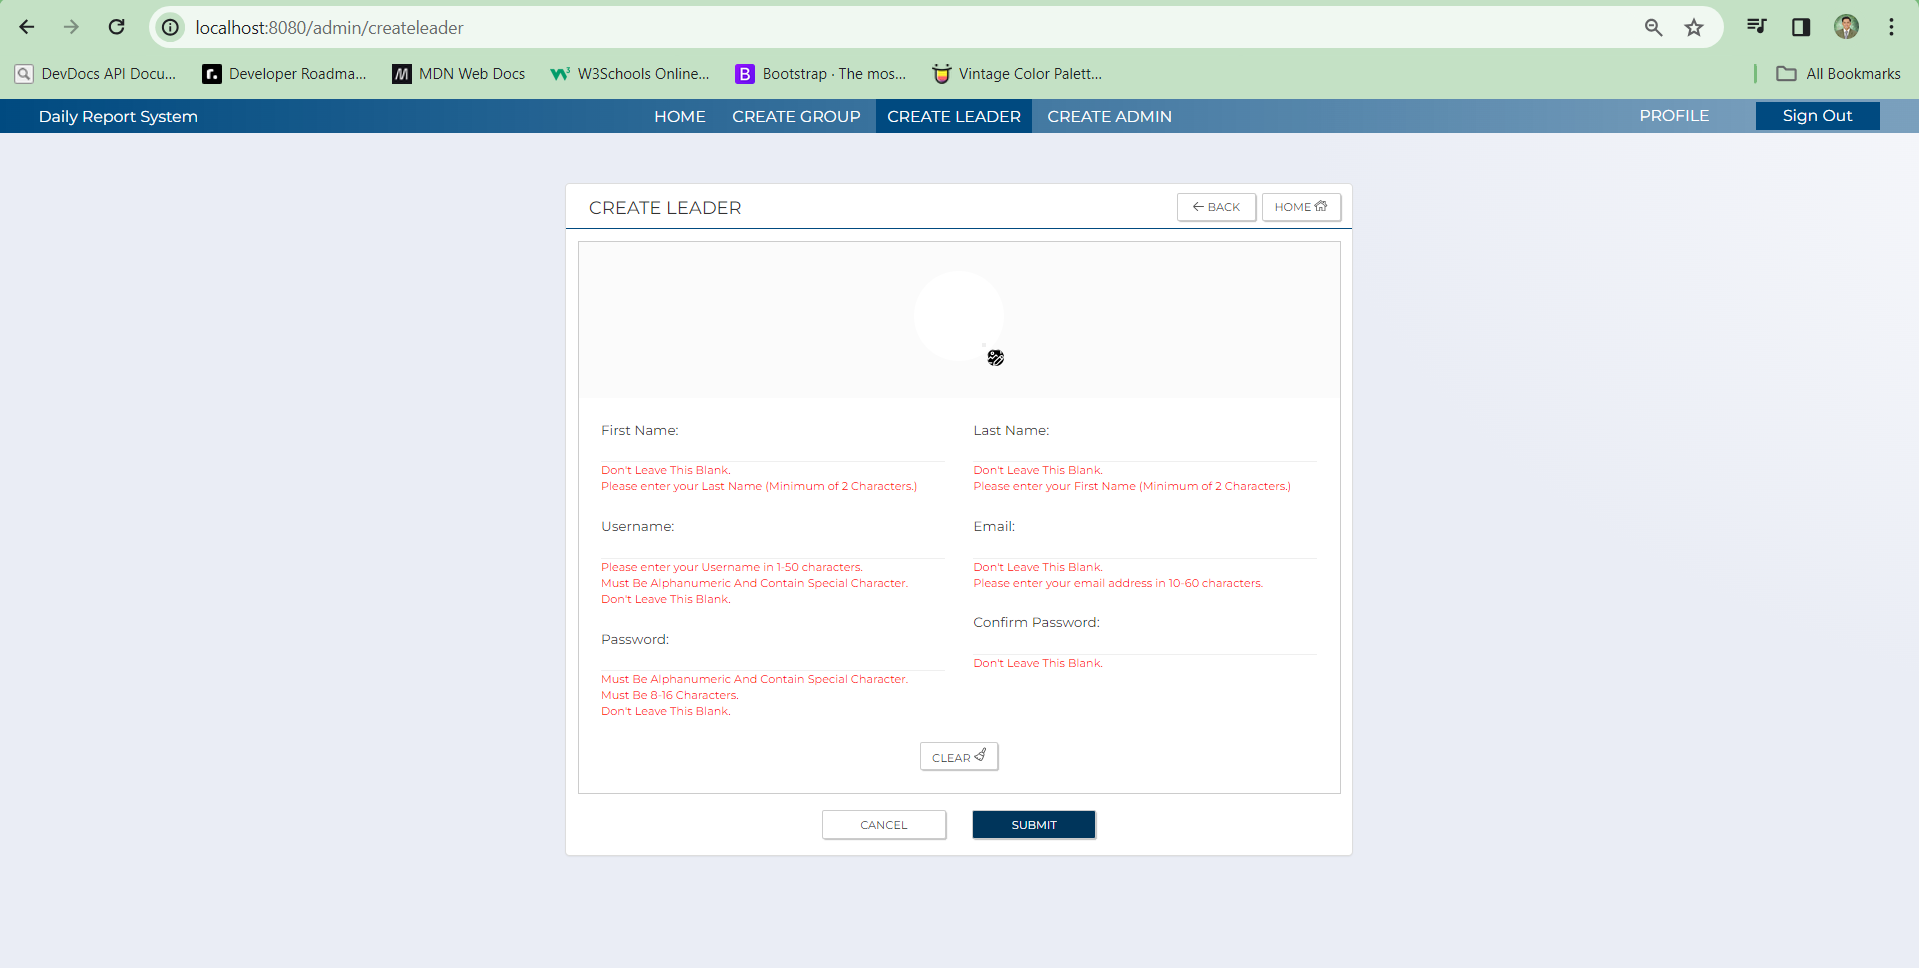 localhost:8080/admin/createleader
DevDocs API Docu... Developer Roadma... MDN Web Docs W3Schools Online... Bootstrap · The mos... Vintage Color Palett... All Bookmarks
Daily Report System HOME CREATE GROUP CREATE LEADER CREATE ADMIN PROFILE Sign Out
CREATE LEADER BACK HOME
First Name:
Don't Leave This Blank.
Please enter your Last Name (Minimum of 2 Characters.)
Last Name:
Don't Leave This Blank.
Please enter your First Name (Minimum of 2 Characters.)
Username:
Please enter your Username in 1-50 characters.
Must Be Alphanumeric And Contain Special Character.
Don't Leave This Blank.
Email:
Don't Leave This Blank.
Please enter your email address in 10-60 characters.
Password:
Must Be Alphanumeric And Contain Special Character.
Must Be 8-16 Characters.
Don't Leave This Blank.
Confirm Password:
Don't Leave This Blank.
CLEAR
CANCEL SUBMIT